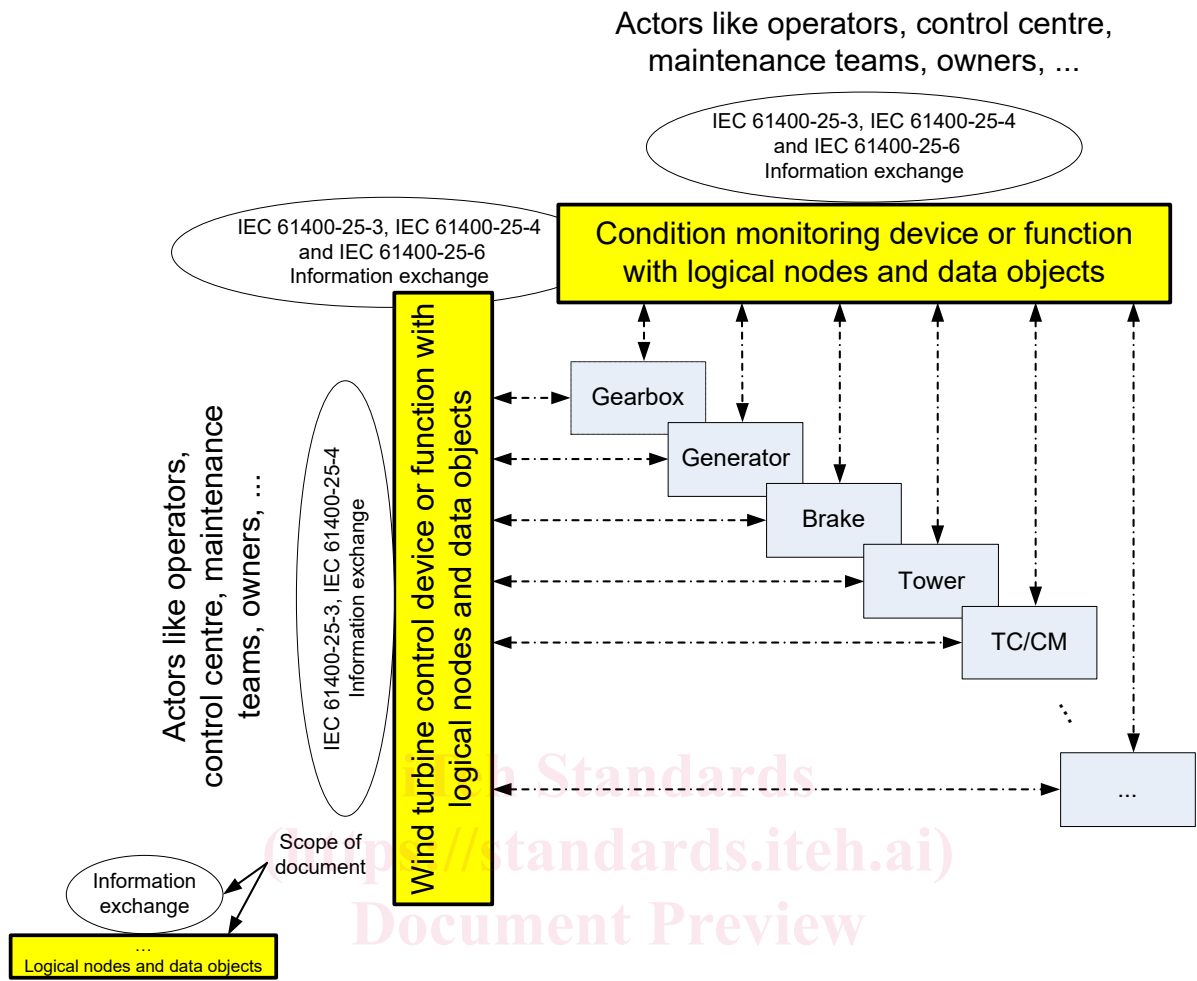 Actors like operators, control centre,
maintenance teams, owners, ...
IEC 61400-25-3, IEC 61400-25-4
and IEC 61400-25-6
Information exchange
IEC 61400-25-3, IEC 61400-25-4
and IEC 61400-25-6
Information exchange
Condition monitoring device or function
with logical nodes and data objects
Actors like operators,
control centre, maintenance
teams, owners, ...
IEC 61400-25-3, IEC 61400-25-4
Information exchange
Wind turbine control device or function with
logical nodes and data objects
Gearbox
Generator
Brake
Tower
TC/CM
...
...
Scope of
document
Information
exchange
...
Logical nodes and data objects
iTeh Standards
(https://standards.iteh.ai)
Document Preview